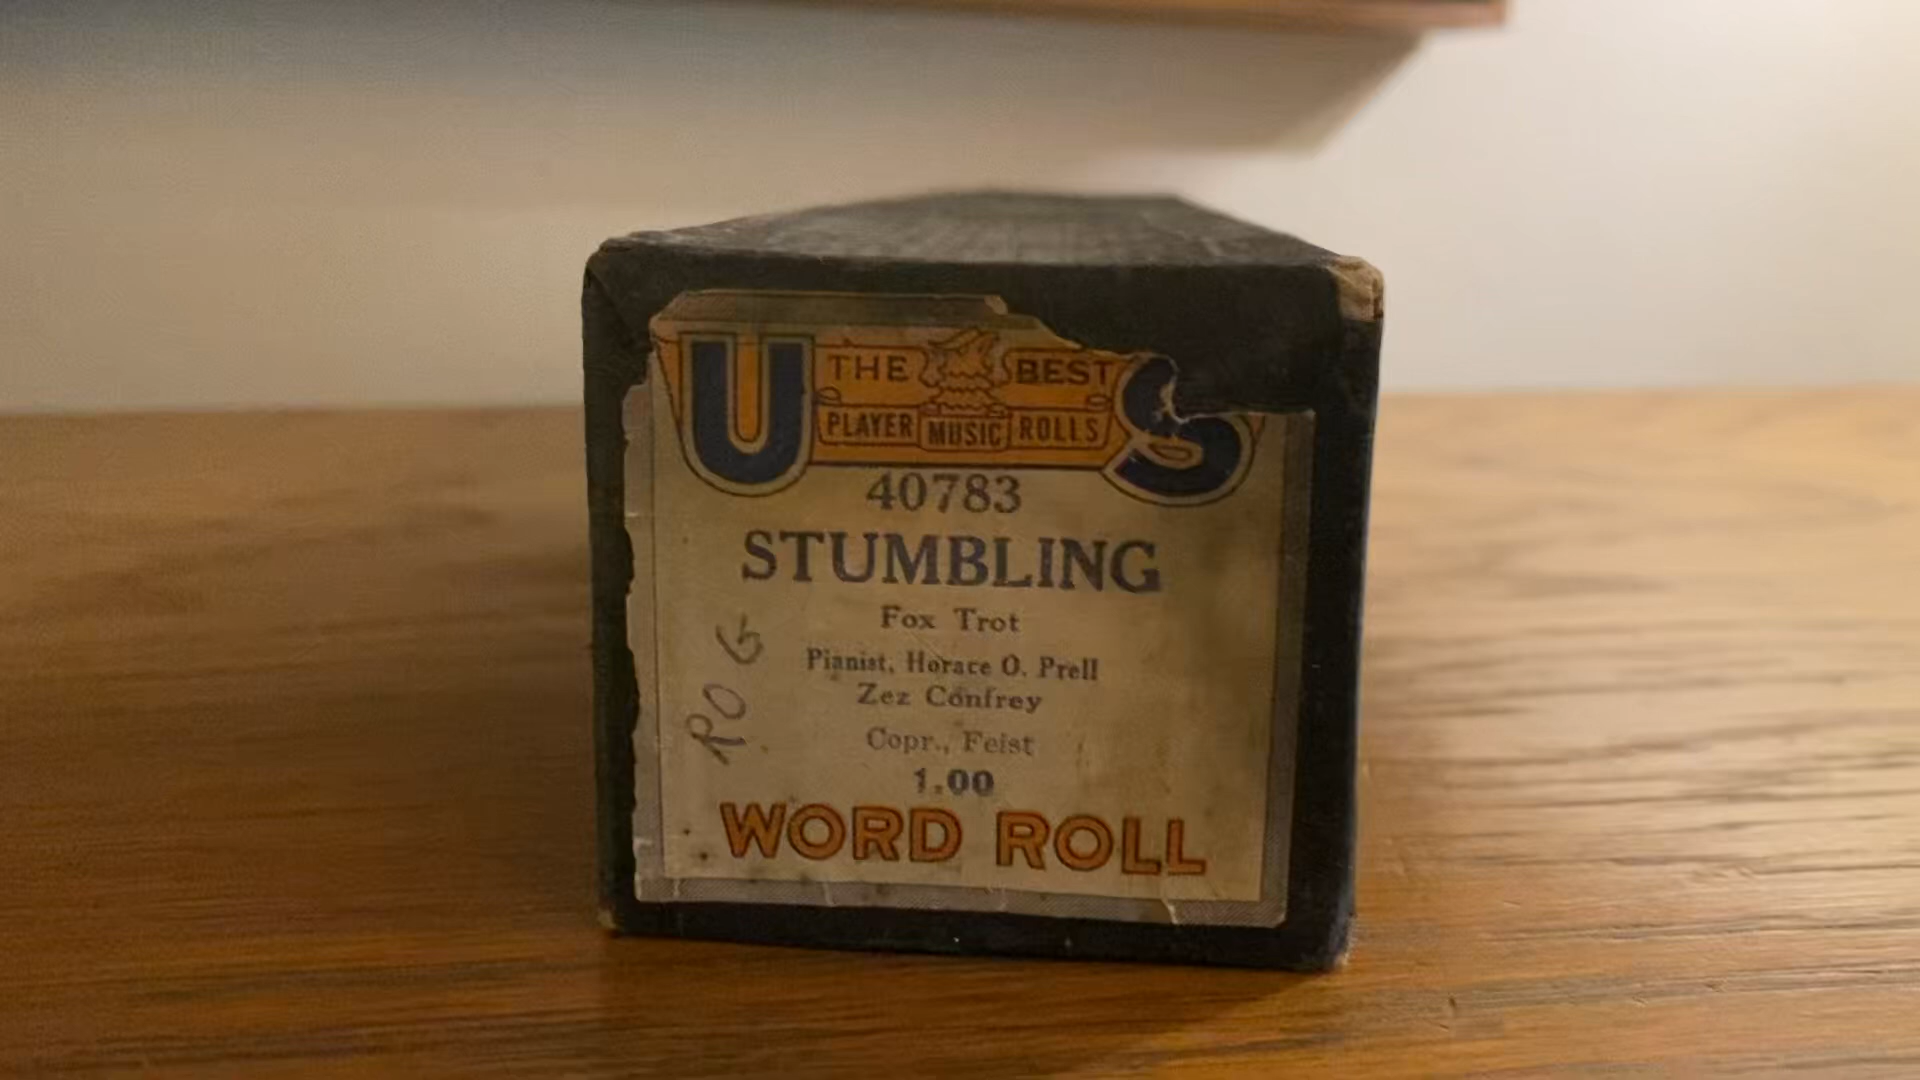 U THE BEST S
PLAYER MUSIC ROLLS
40783
STUMBLING
Fox Trot
Pianist, Horace O. Prell
Zez Confrey
Copr., Feist
1.00
WORD ROLL
ROG